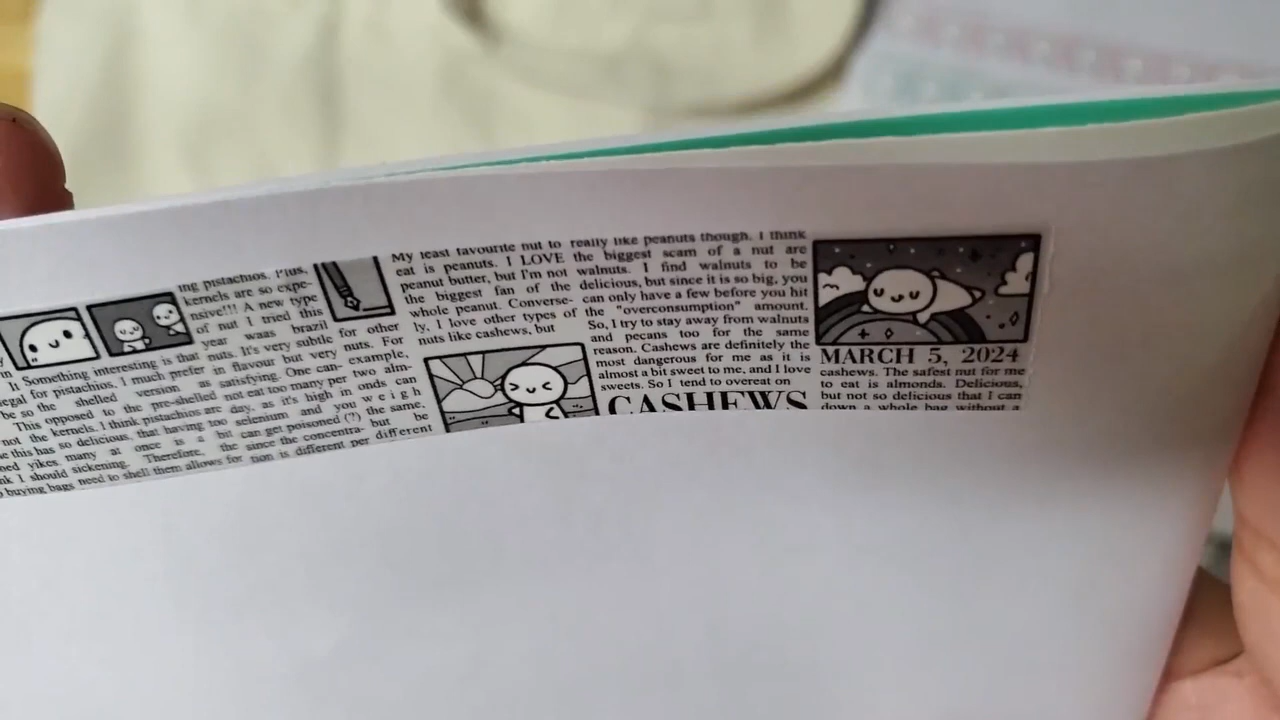 ing pistachios. Plus,
kernels are so expe-
nsive!!! A new type
of nut I tried this
year waas brazil
nuts. It's very subtle
in flavour but very
satisfying. One can-
not eat too many per
day, as it's high in
selenium and you
can get poisoned (?)
since the concentra-
tion is different per
It Something interesting is that
for pistachios, I much prefer
the shelled version as
This opposed to the pre-shelled
not the kernels. I think pistachios are
this has so delicious, that having too
yikes. many at once is a bit
I should sickening. Therefore, the
buying bags need to shell them allows for
for other
nuts. For
example,
two alm-
onds can
weigh
the same,
but be
different
My least favourite nut to
eat is peanuts. I LOVE
peanut butter, but I'm not
the biggest fan of the
whole peanut. Converse-
ly, I love other types of
nuts like cashews, but
really like peanuts though. I think
the biggest scam of a nut are
walnuts. I find walnuts to be
delicious, but since it is so big, you
can only have a few before you hit
the "overconsumption" amount.
So, I try to stay away from walnuts
and pecans too for the same
reason. Cashews are definitely the
most dangerous for me as it is
almost a bit sweet to me, and I love
sweets. So I tend to overeat on
CASHEWS
MARCH 5, 2024
cashews. The safest nut for me
to eat is almonds. Delicious,
but not so delicious that I can
down a whole bag without a